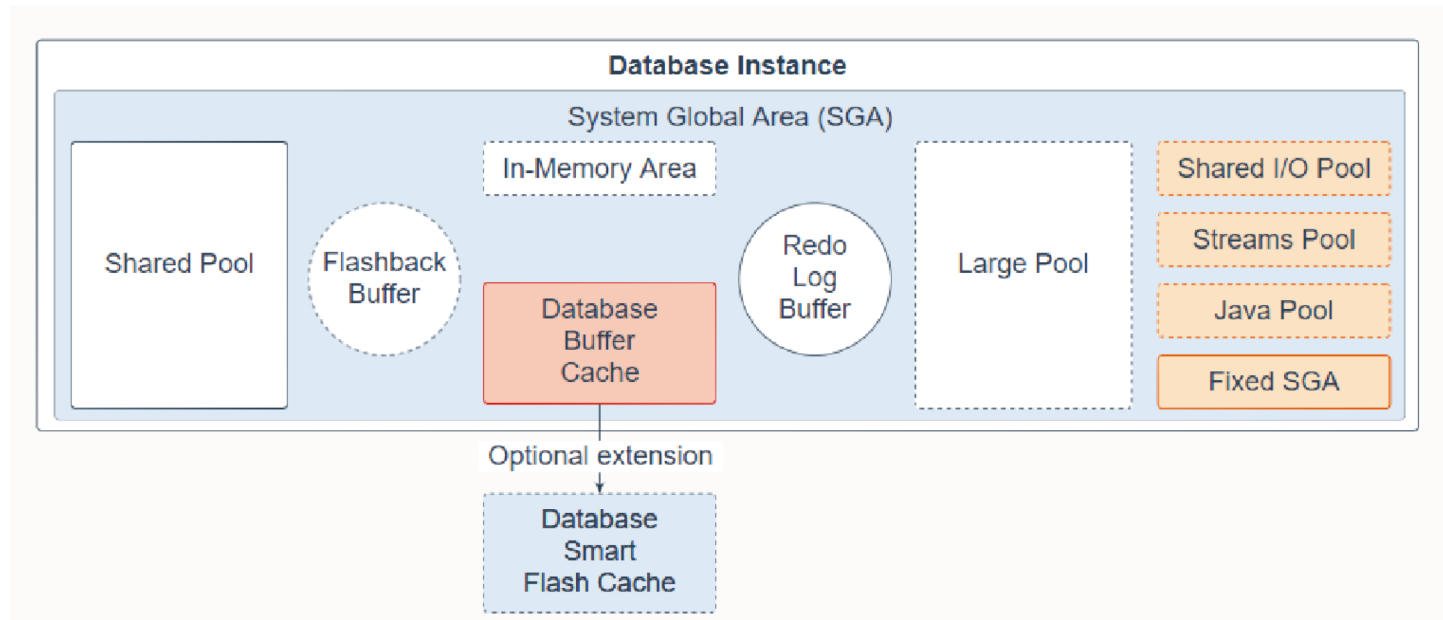 Database Instance
System Global Area (SGA)
Shared Pool
Flashback
Buffer
In-Memory Area
Database
Buffer
Cache
Redo
Log
Buffer
Large Pool
Shared I/O Pool
Streams Pool
Java Pool
Fixed SGA
Optional extension
Database
Smart
Flash Cache